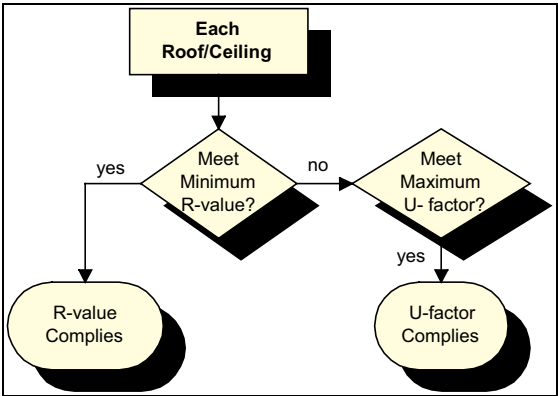 Each
Roof/Ceiling
yes
Meet
Minimum
R-value?
no
Meet
Maximum
U- factor?
yes
R-value
Complies
U-factor
Complies